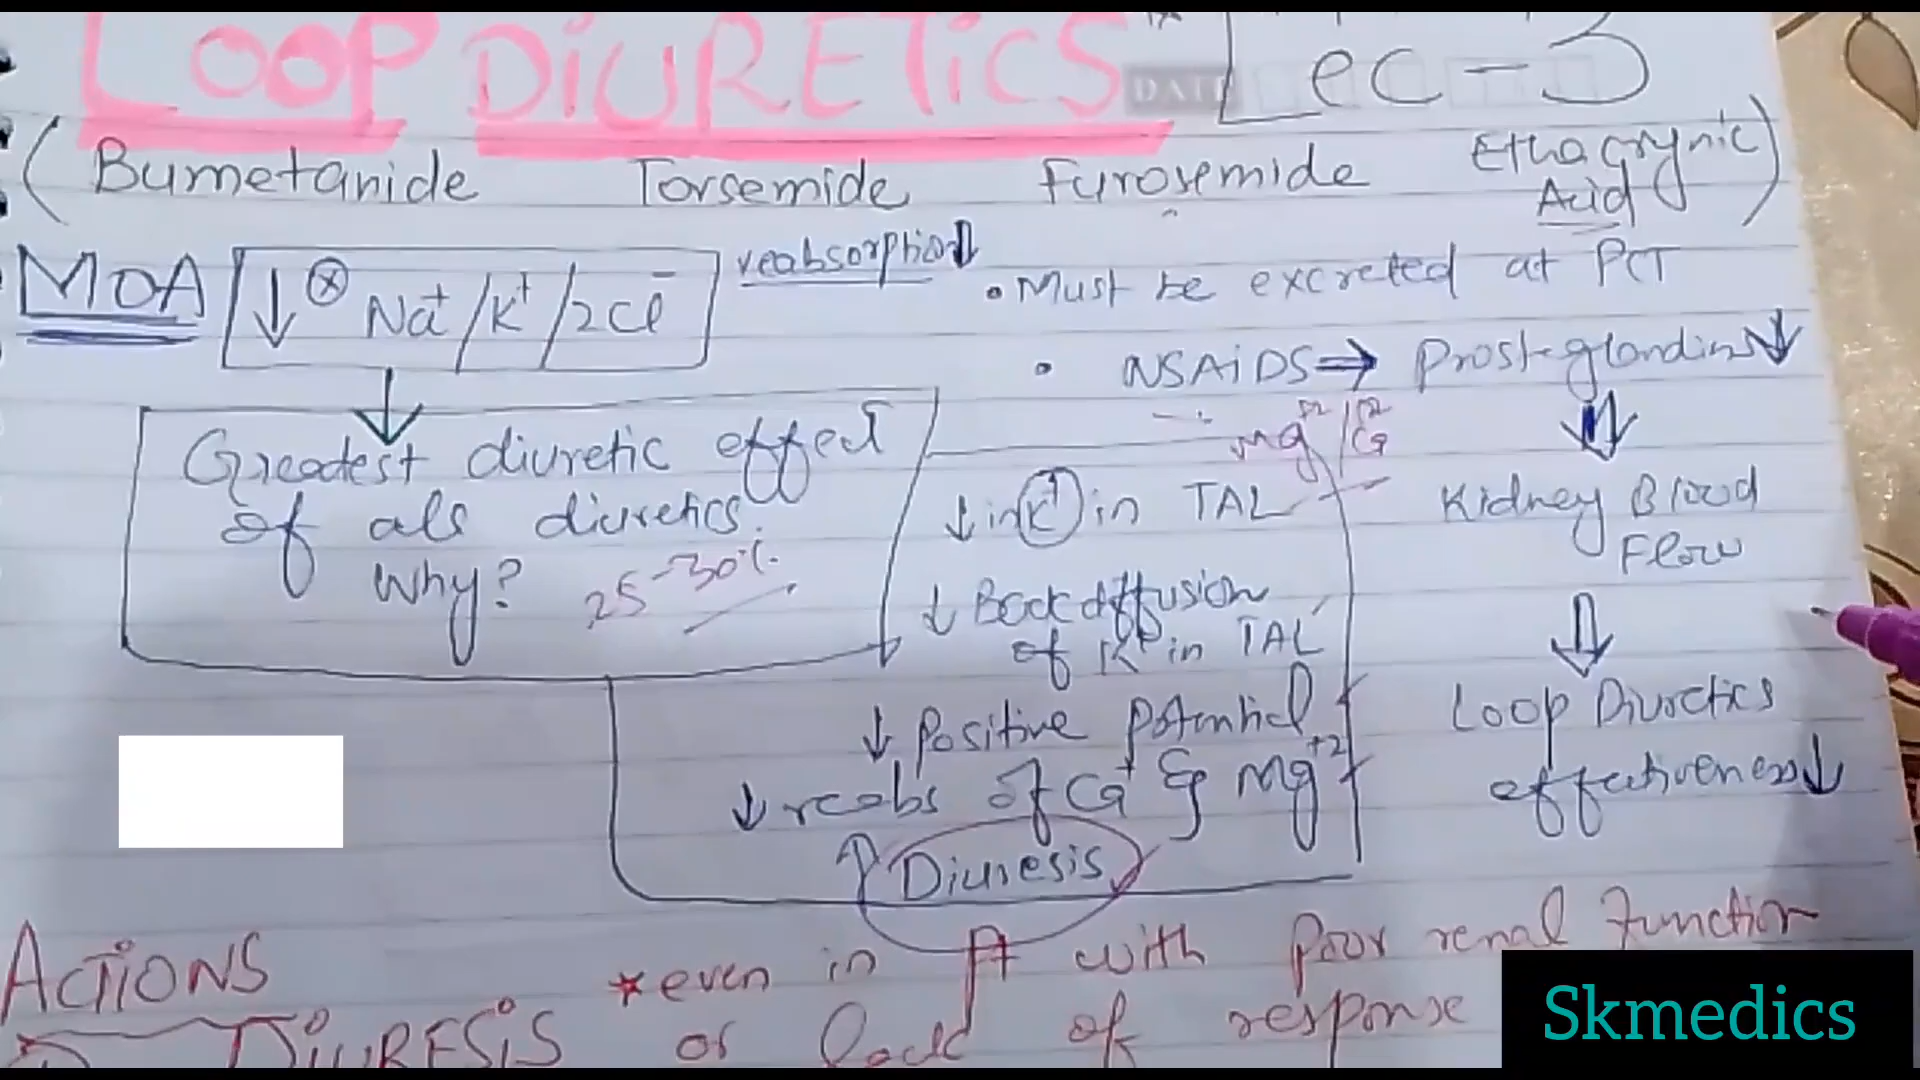 LOOP DIURETICS Lec-3
DATE
(Bumetanide Torsemide Furosemide Ethacrynic Acid)
MOA ↓ⓧ Na⁺/K⁺/2Cl⁻ reabsorption↓
• Must be excreted at PCT
• NSAIDS ⇒ Prosteglandins↓
⇓
Kidney Blood
Flow
⇓
Loop Diuretics
effectiveness↓
Greatest diuretic effect
of all diuretics.
Why? 25-30%.
Mg⁺²/Ca⁺²
↓ in K⁺ in TAL
↓ Back diffusion
of K⁺ in TAL
↓ Positive potential
↓ reabs of Ca⁺ & Mg⁺²
↑ Diuresis
ACTIONS *even in Pt with Poor renal Function
DIURESIS or lack of response
Skmedics